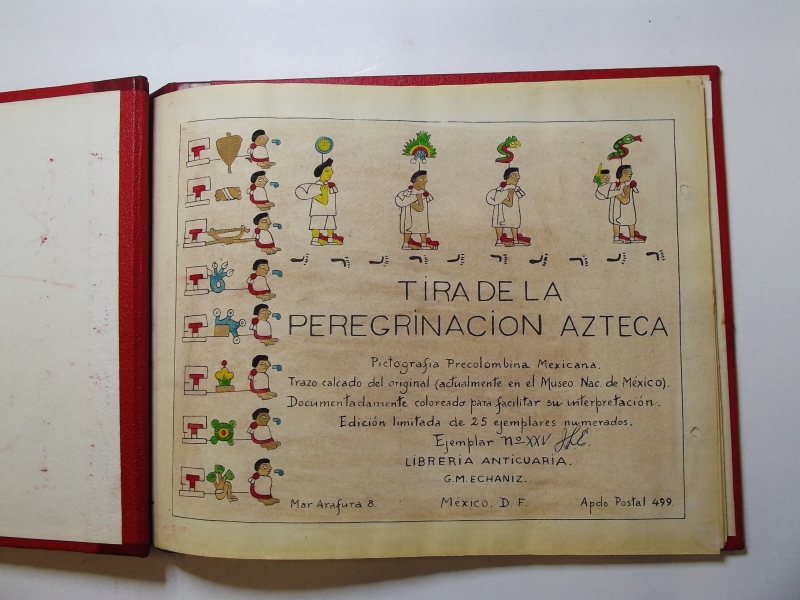 TIRA DE LA
PEREGRINACION AZTECA
Pictografia Precolombina Mexicana.
Trazo calcado del original (actualmente en el Museo Nac. de México).
Documentadamente coloreado para facilitar su interpretación.
Edición limitada de 25 ejemplares numerados.
Ejemplar nº XXV
LIBRERIA ANTICUARIA.
G.M. ECHANIZ.
Mar Arafura 8. México. D. F. Apdo Postal 499.